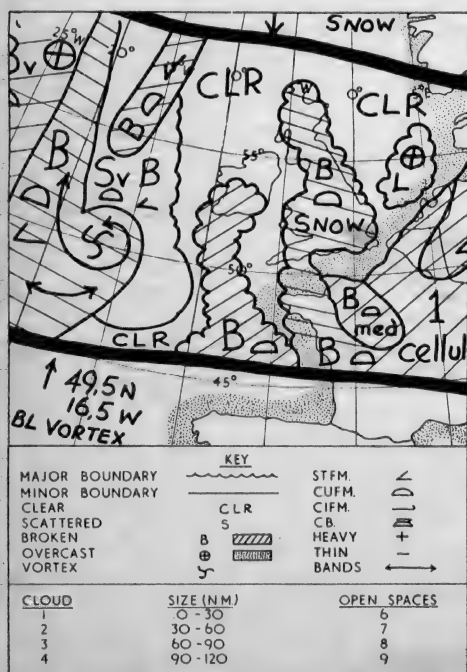 SNOW
25°W
20°
CLR
0°
CLR
B
V
B
55°
B
Sv B
B
L
SNOW
50°
B
med
1
cellul
CLR
B
B
45°
49.5N
16.5 W
BL VORTEX
KEY
MAJOR BOUNDARY
MINOR BOUNDARY
CLEAR CLR
SCATTERED S
BROKEN B
OVERCAST
VORTEX
STFM.
CUFM.
CIFM.
CB.
HEAVY +
THIN -
BANDS
CLOUD SIZE (N.M.) OPEN SPACES
1 0-30 6
2 30-60 7
3 60-90 8
4 90-120 9